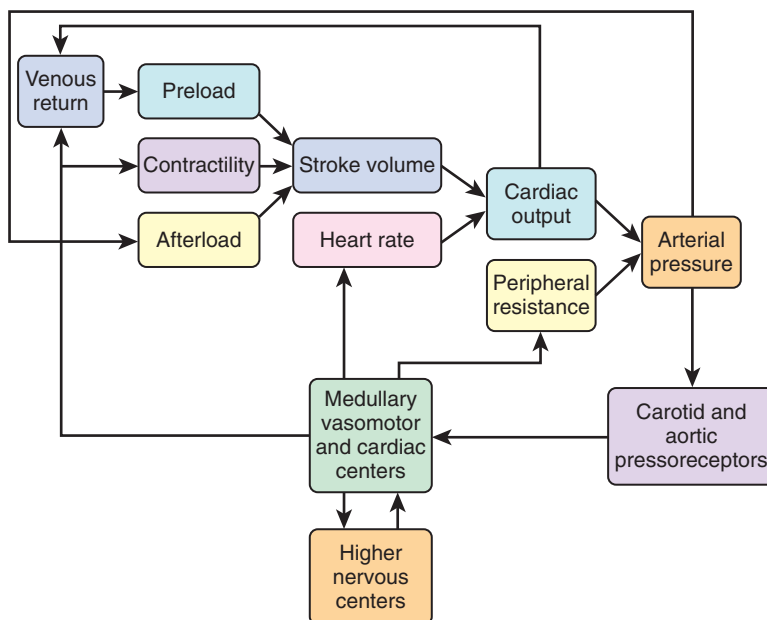 Venous
return
Preload
Contractility
Stroke volume
Cardiac
output
Afterload
Heart rate
Arterial
pressure
Peripheral
resistance
Medullary
vasomotor
and cardiac
centers
Carotid and
aortic
pressoreceptors
Higher
nervous
centers